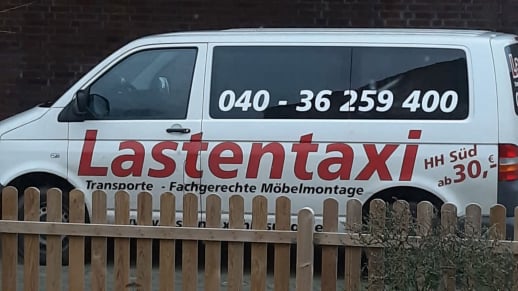 040 - 36 259 400
Lastentaxi
HH Süd
ab 30,-€
Transporte - Fachgerechte Möbelmontage